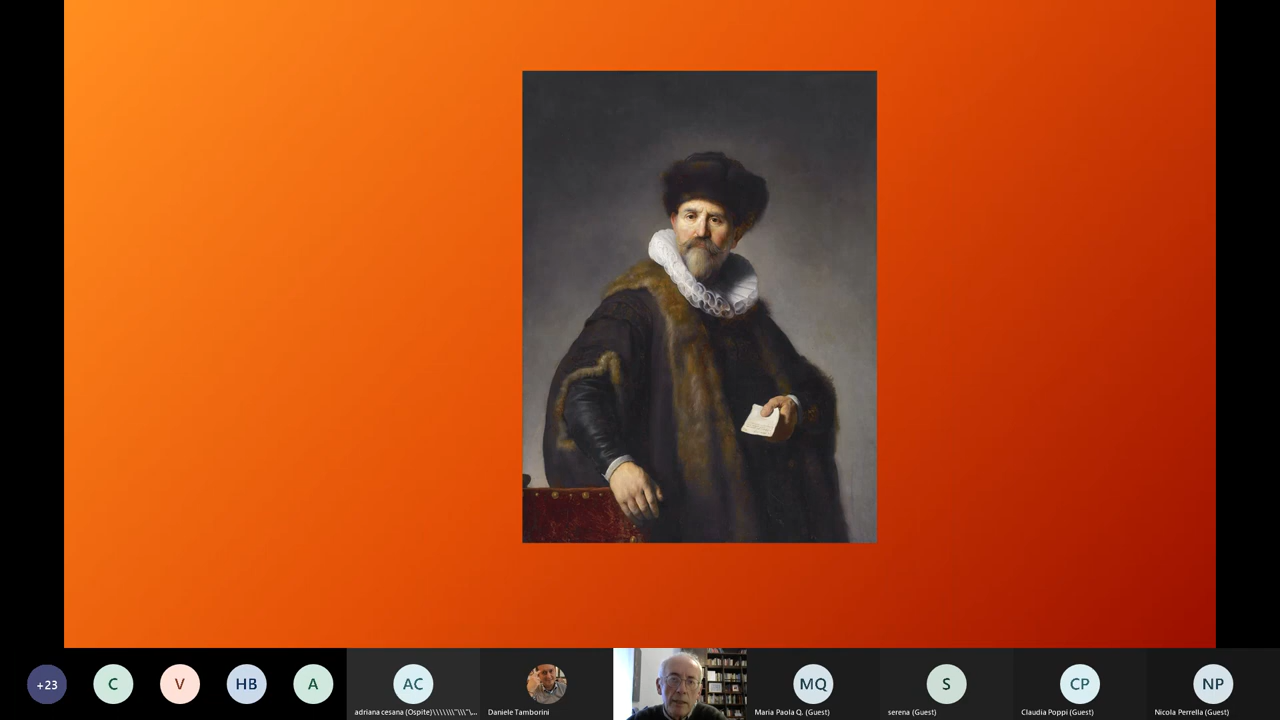 +23
C
V
HB
A
AC
MQ
S
CP
NP
adriana cesana (Ospite)\\\\\\\"\\\"\...
Daniele Tamborini
Maria Paola Q. (Guest)
serena (Guest)
Claudia Poppi (Guest)
Nicola Perrella (Guest)